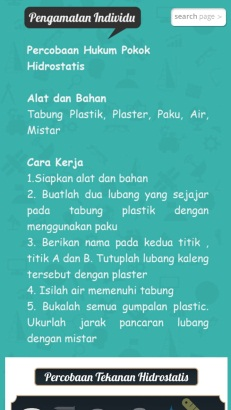 Pengamatan Individu
search page >
Percobaan Hukum Pokok
Hidrostatis
Alat dan Bahan
Tabung Plastik, Plaster, Paku, Air,
Mistar
Cara Kerja
1.Siapkan alat dan bahan
2. Buatlah dua lubang yang sejajar
pada tabung plastik dengan
menggunakan paku
3. Berikan nama pada kedua titik ,
titik A dan B. Tutuplah lubang kaleng
tersebut dengan plaster
4. Isilah air memenuhi tabung
5. Bukalah semua gumpalan plastic.
Ukurlah jarak pancaran lubang
dengan mistar
Percobaan Tekanan Hidrostatis